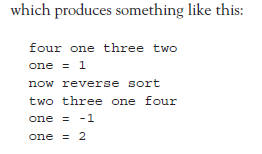 which produces something like this:
four one three two
one = 1
now reverse sort
two three one four
one = -1
one = 2